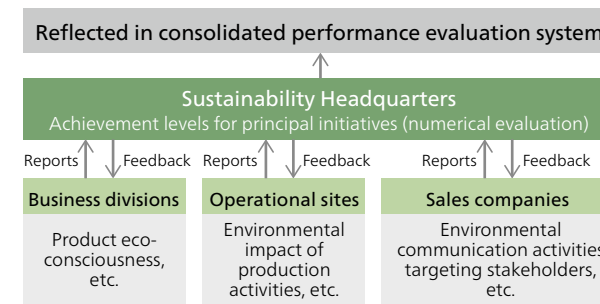 Reflected in consolidated performance evaluation system
Sustainability Headquarters
Achievement levels for principal initiatives (numerical evaluation)
Reports
Feedback
Reports
Feedback
Reports
Feedback
Business divisions
Operational sites
Sales companies
Product eco-
consciousness,
etc.
Environmental
impact of
production
activities, etc.
Environmental
communication activities
targeting stakeholders,
etc.